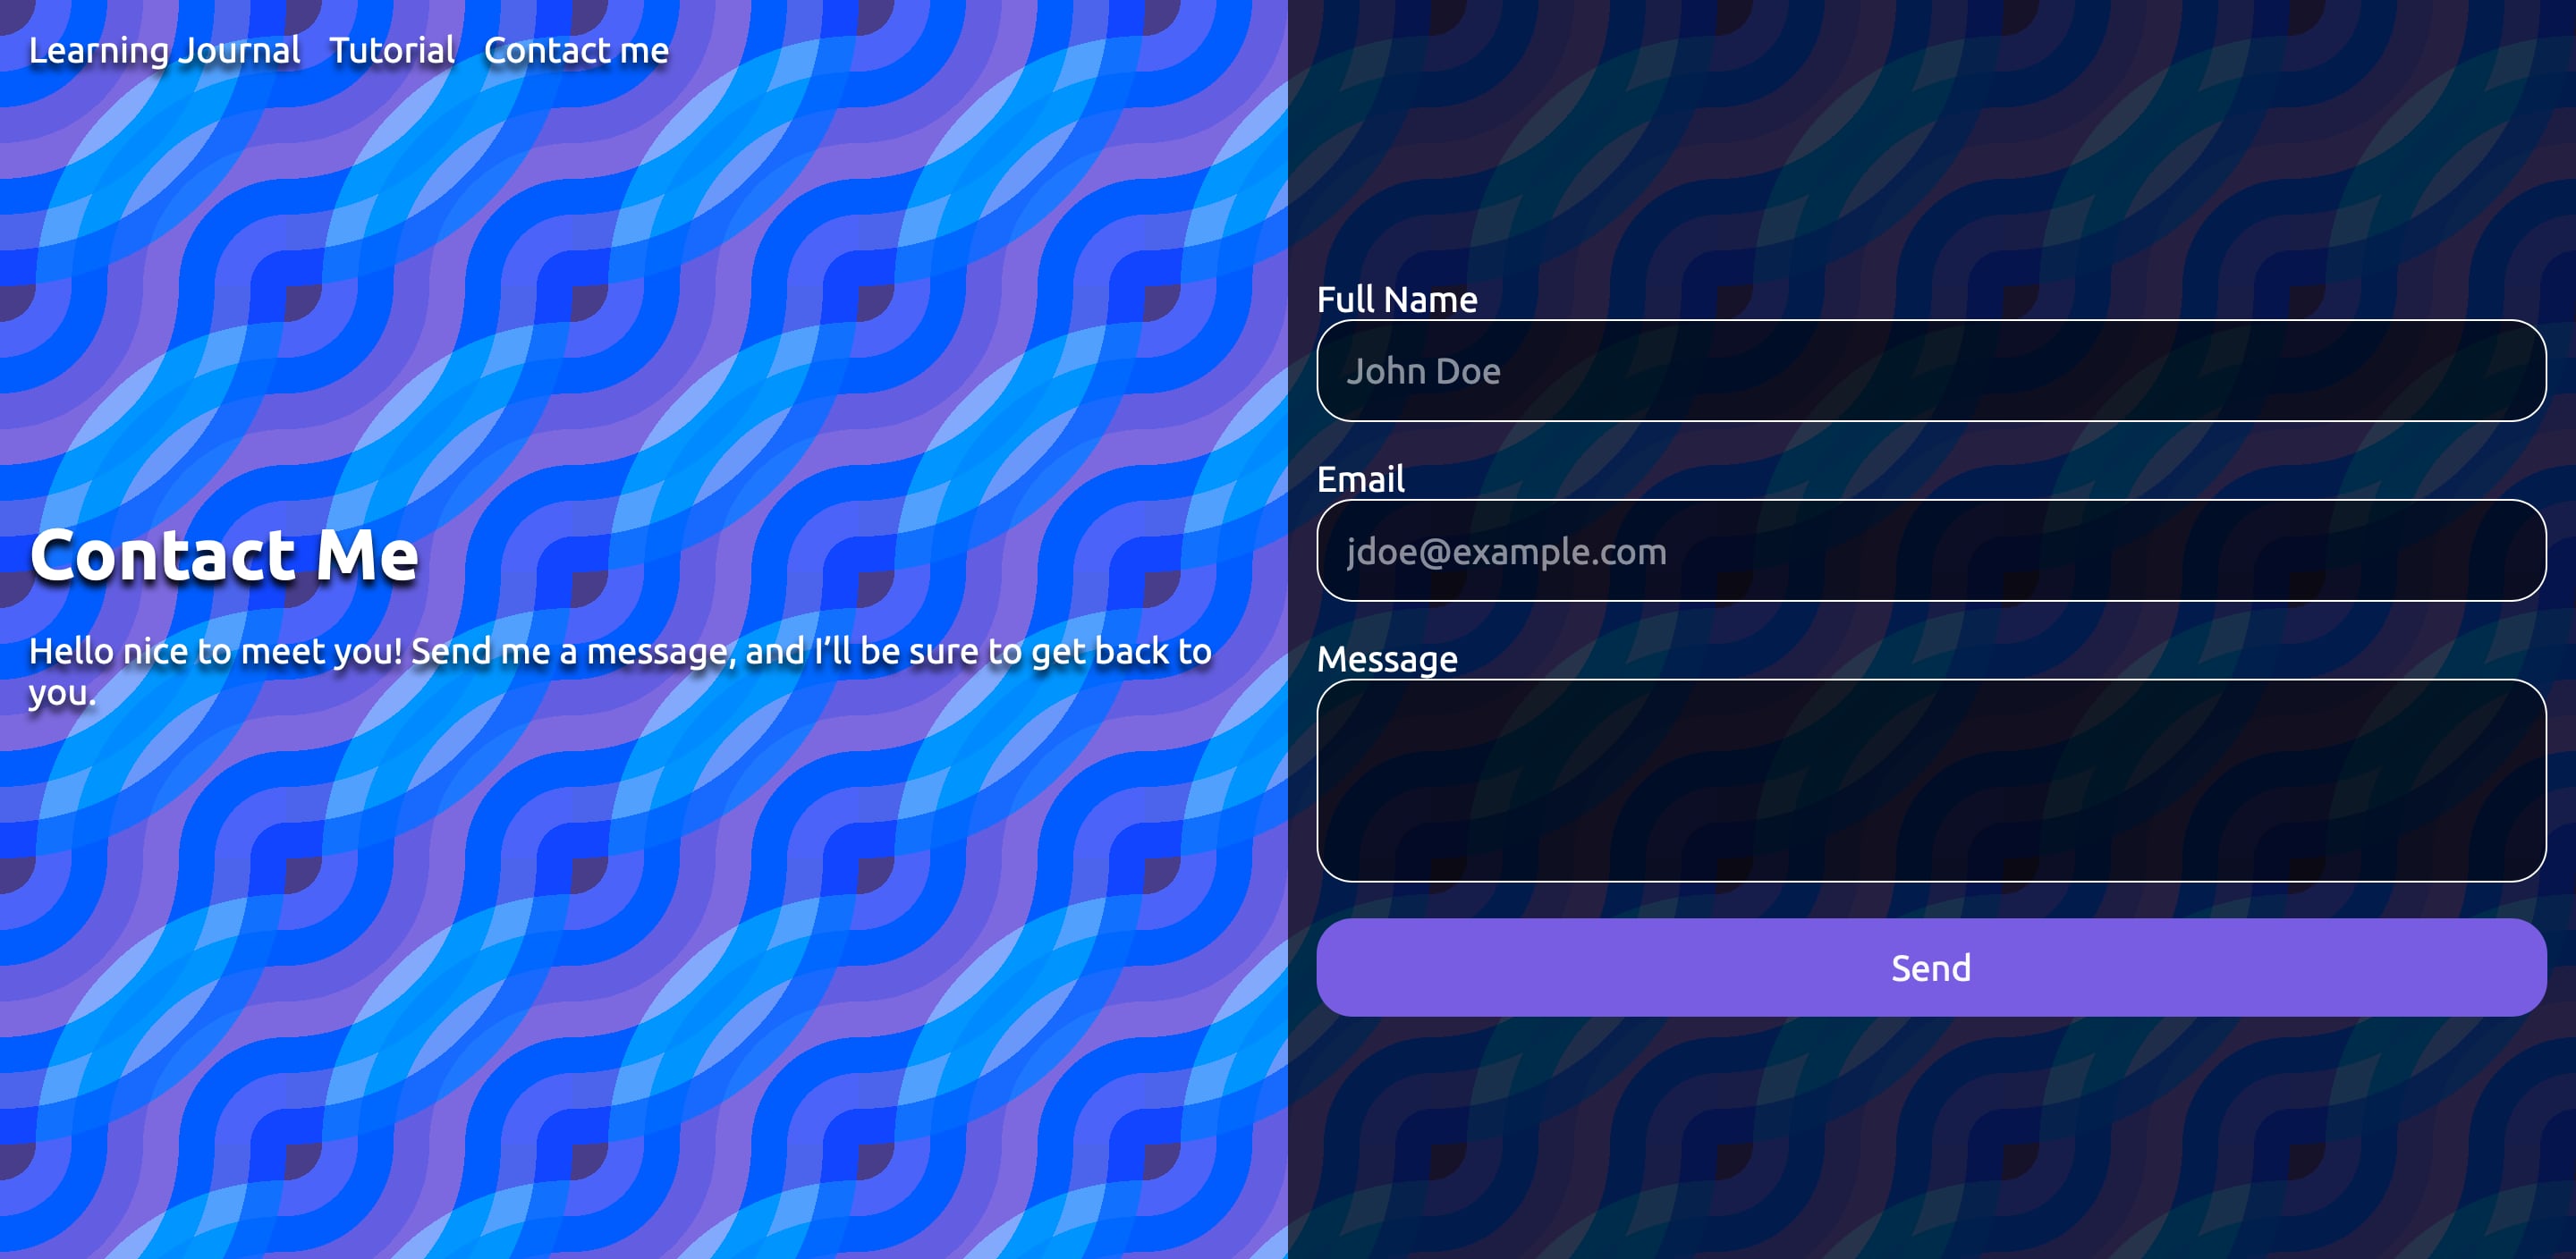 Learning Journal Tutorial Contact me
Contact Me
Hello nice to meet you! Send me a message, and I’ll be sure to get back to
you.
Full Name
John Doe
Email
jdoe@example.com
Message
Send